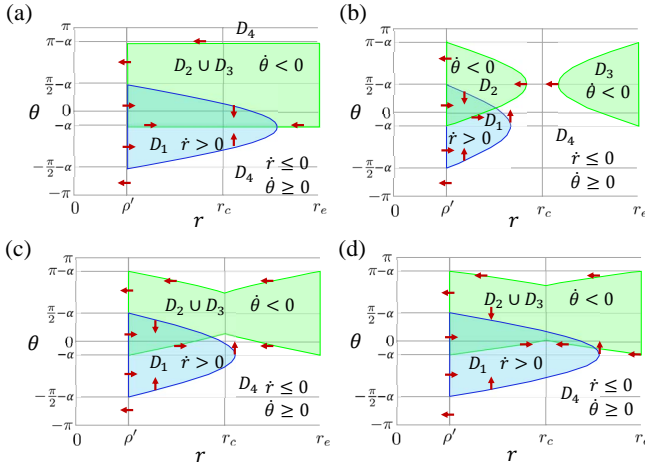 (a)
π
π−α
π/2−α
θ 0
−α
−π/2−α
−π
0 ρ′ r_c r_e
r
D₄
D₂ ∪ D₃ θ̇ < 0
D₁ ṙ > 0
D₄ ṙ ≤ 0
θ̇ ≥ 0
(b)
π
π−α
π/2−α
θ 0
−α
−π/2−α
−π
0 ρ′ r_c r_e
r
θ̇ < 0
D₂
D₃
θ̇ < 0
D₁
ṙ > 0
D₄
ṙ ≤ 0
θ̇ ≥ 0
(c)
π
π−α
π/2−α
θ 0
−α
−π/2−α
−π
0 ρ′ r_c r_e
r
D₂ ∪ D₃ θ̇ < 0
D₁ ṙ > 0
D₄ ṙ ≤ 0
θ̇ ≥ 0
(d)
π
π−α
π/2−α
θ 0
−α
−π/2−α
−π
0 ρ′ r_c r_e
r
D₂ ∪ D₃ θ̇ < 0
D₁ ṙ > 0
D₄ ṙ ≤ 0
θ̇ ≥ 0